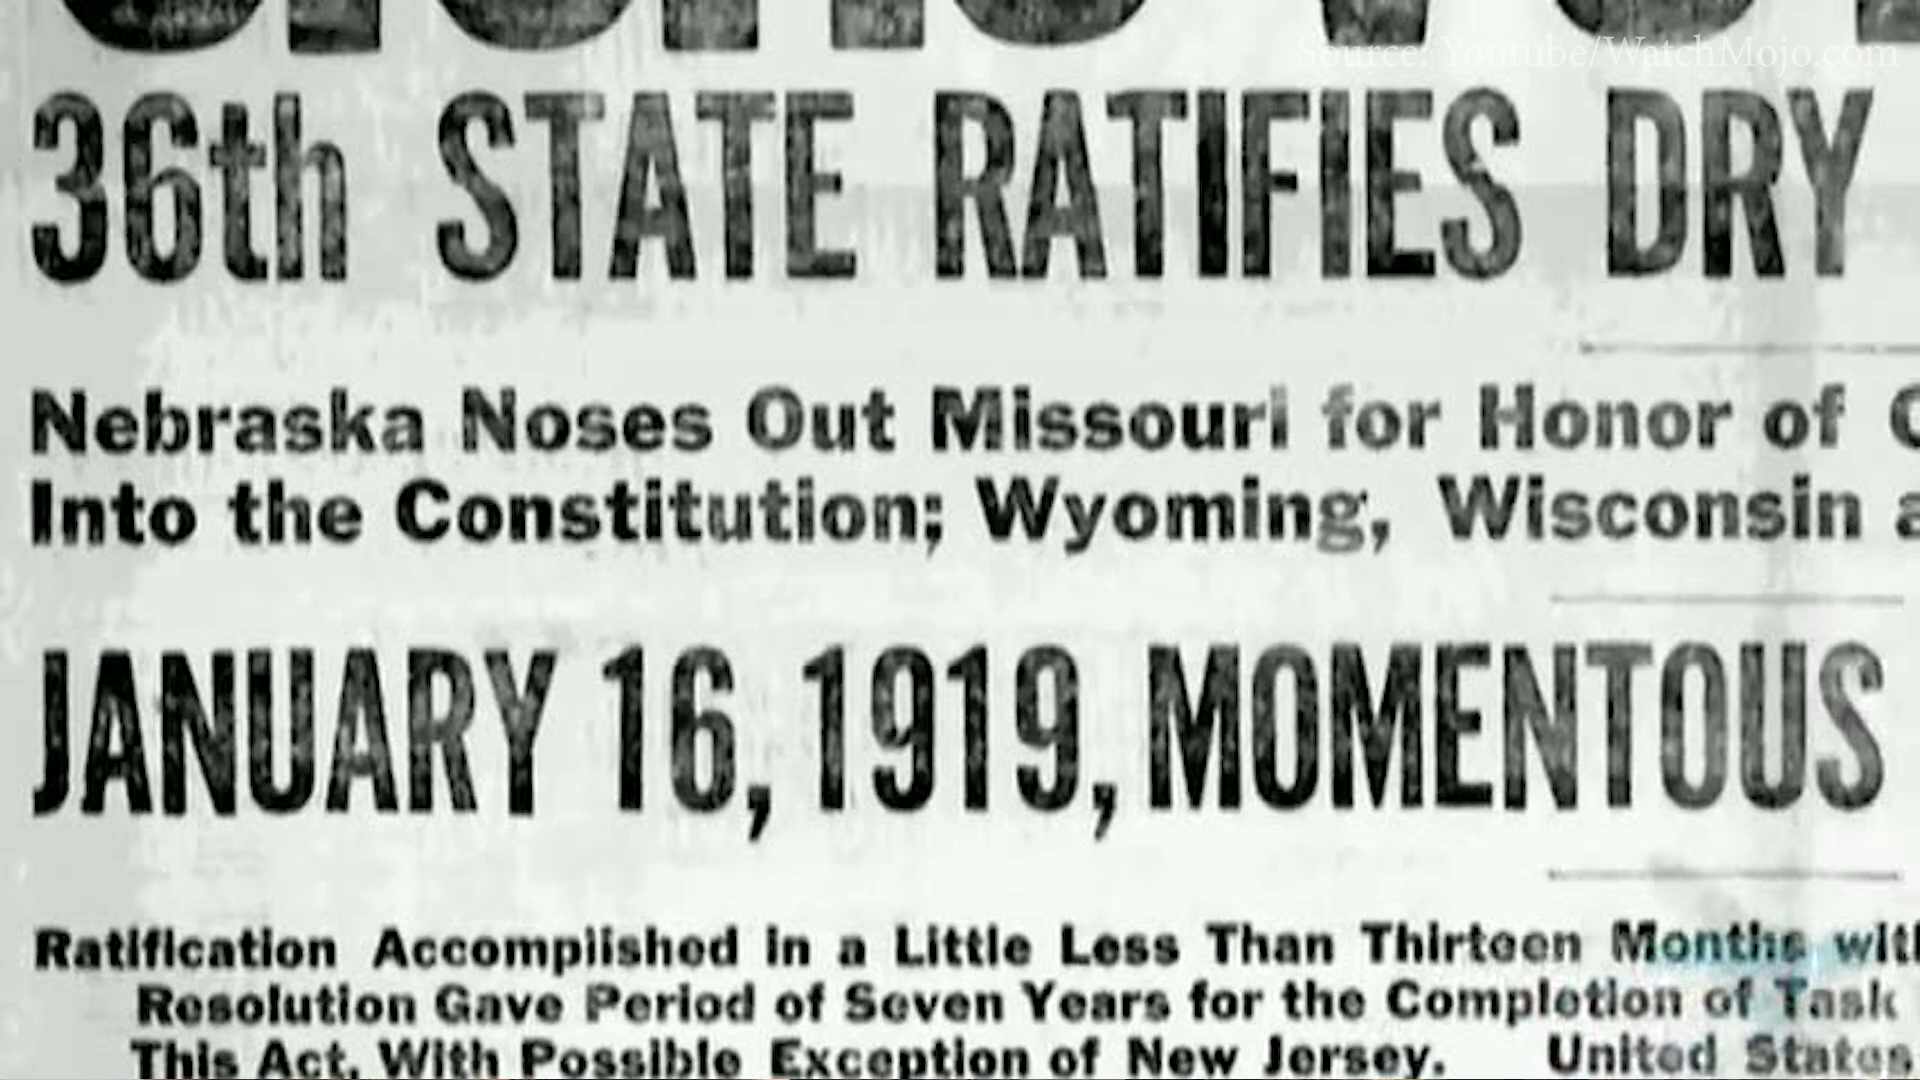 Source: Youtube/WatchMojo.com
36th STATE RATIFIES DRY
Nebraska Noses Out Missouri for Honor of
Into the Constitution; Wyoming, Wisconsin
JANUARY 16, 1919, MOMENTOUS
Ratification Accomplished in a Little Less Than Thirteen Months with
Resolution Gave Period of Seven Years for the Completion of Task
This Act, With Possible Exception of New Jersey. United States